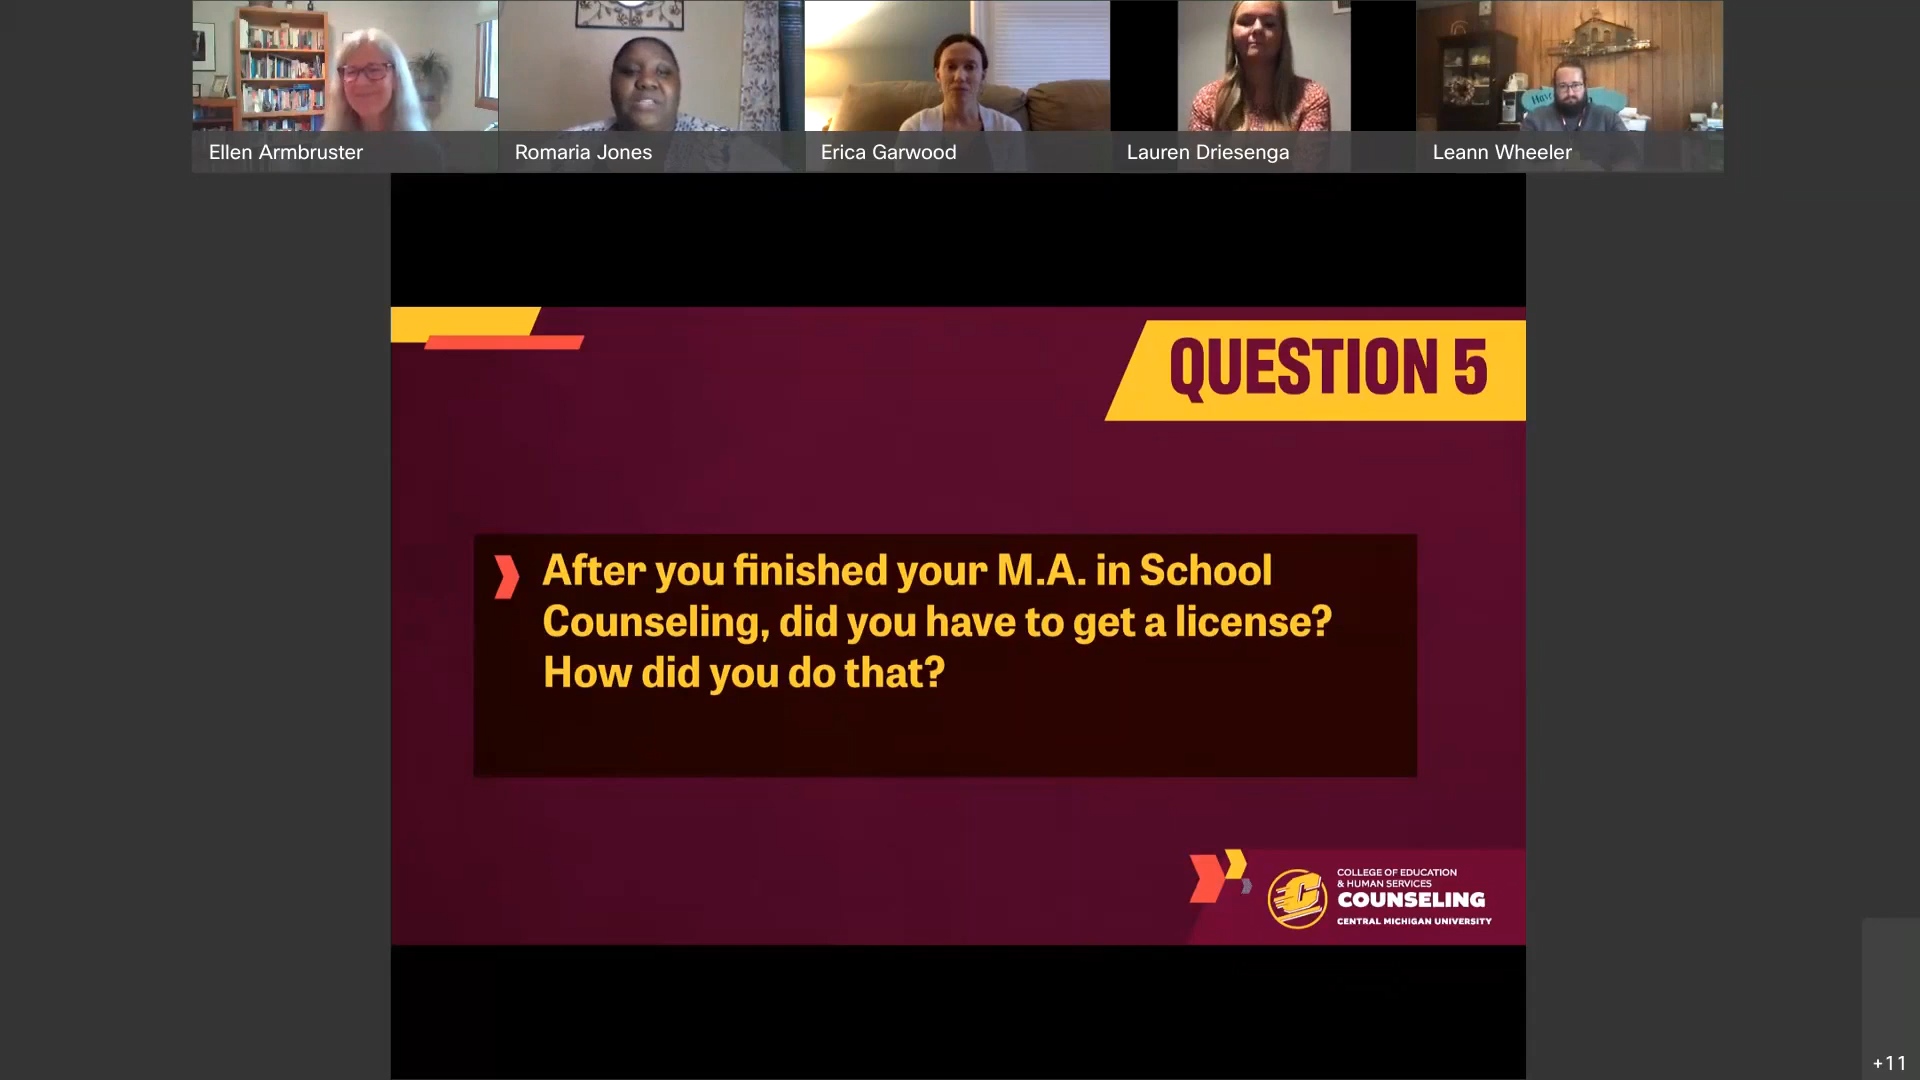 Ellen Armbruster
Romaria Jones
Erica Garwood
Lauren Driesenga
Leann Wheeler
QUESTION 5
After you finished your M.A. in School
Counseling, did you have to get a license?
How did you do that?
COLLEGE OF EDUCATION
& HUMAN SERVICES
COUNSELING
CENTRAL MICHIGAN UNIVERSITY
+11